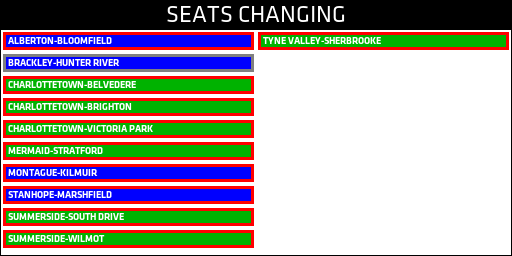 SEATS CHANGING
ALBERTON-BLOOMFIELD
BRACKLEY-HUNTER RIVER
CHARLOTTETOWN-BELVEDERE
CHARLOTTETOWN-BRIGHTON
CHARLOTTETOWN-VICTORIA PARK
MERMAID-STRATFORD
MONTAGUE-KILMUIR
STANHOPE-MARSHFIELD
SUMMERSIDE-SOUTH DRIVE
SUMMERSIDE-WILMOT
TYNE VALLEY-SHERBROOKE